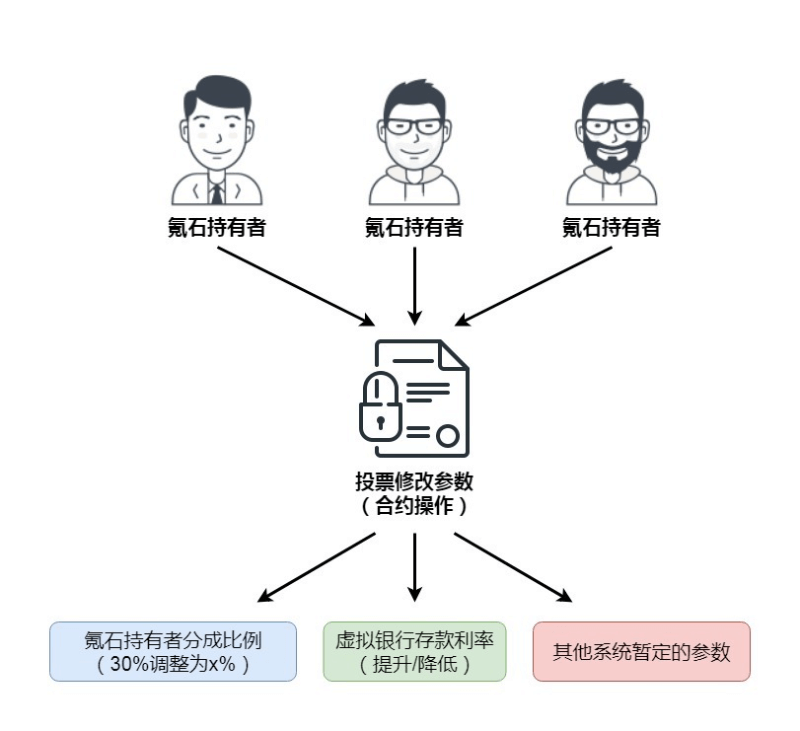 氪石持有者
氪石持有者
氪石持有者
投票修改参数
（合约操作）
氪石持有者分成比例
（30%调整为x%）
虚拟银行存款利率
（提升/降低）
其他系统暂定的参数